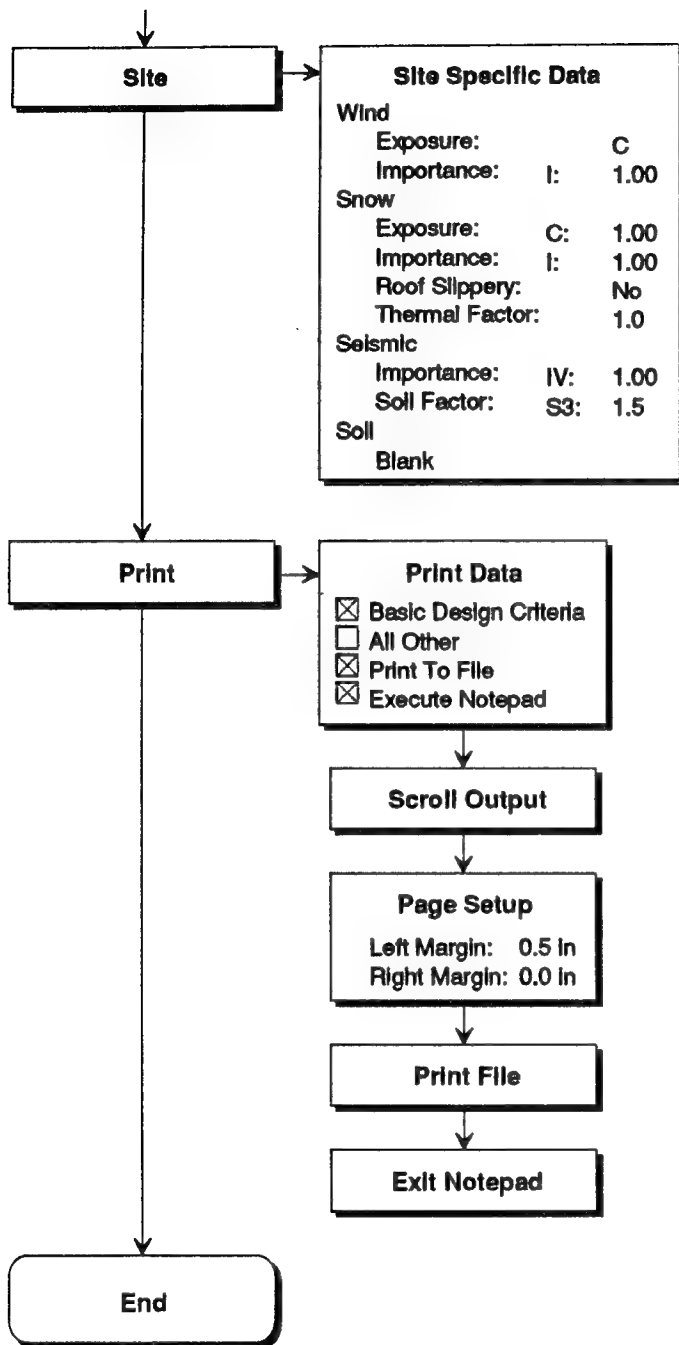 Site
Site Specific Data
Wind
Exposure: C
Importance: I: 1.00
Snow
Exposure: C: 1.00
Importance: I: 1.00
Roof Slippery: No
Thermal Factor: 1.0
Seismic
Importance: IV: 1.00
Soil Factor: S3: 1.5
Soil
Blank
Print
Print Data
Basic Design Criteria
All Other
Print To File
Execute Notepad
Scroll Output
Page Setup
Left Margin: 0.5 in
Right Margin: 0.0 in
Print File
Exit Notepad
End